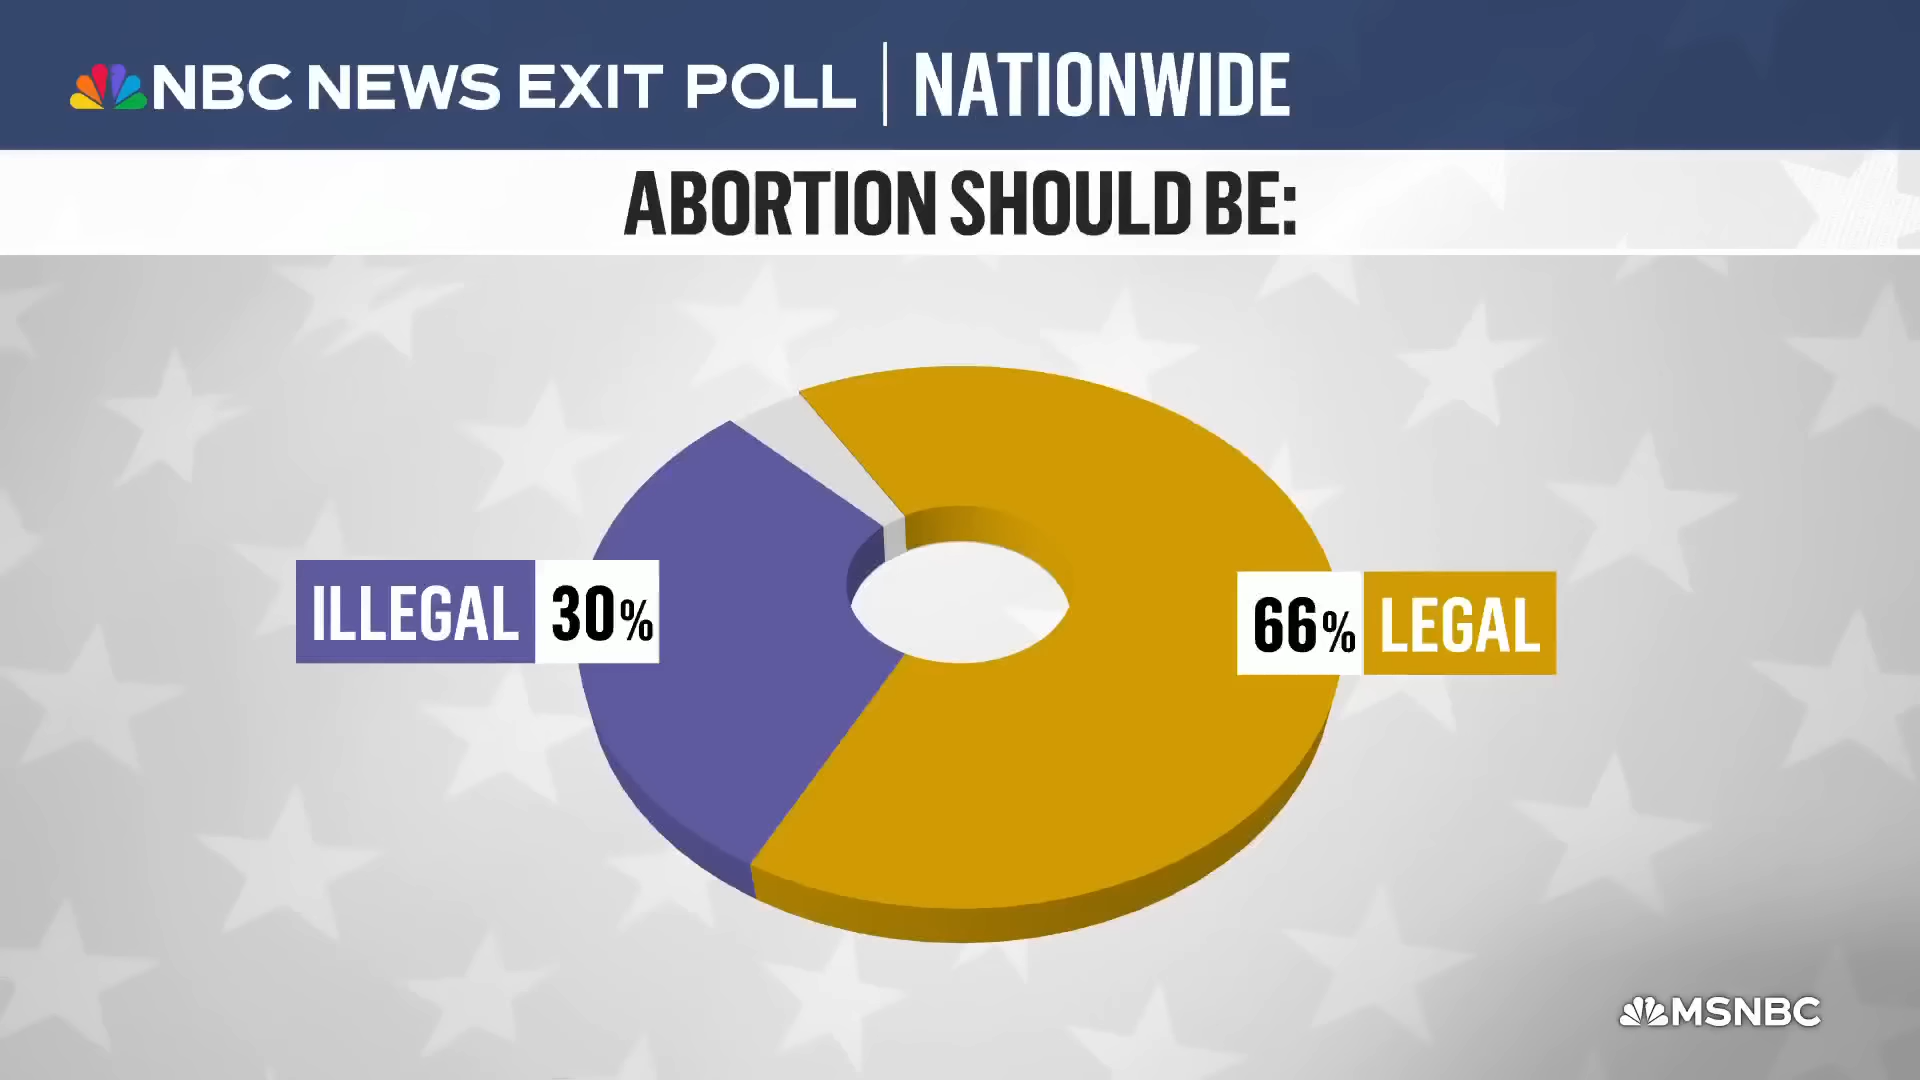 NBC NEWS EXIT POLL | NATIONWIDE
ABORTION SHOULD BE:
ILLEGAL 30%
66% LEGAL
MSNBC